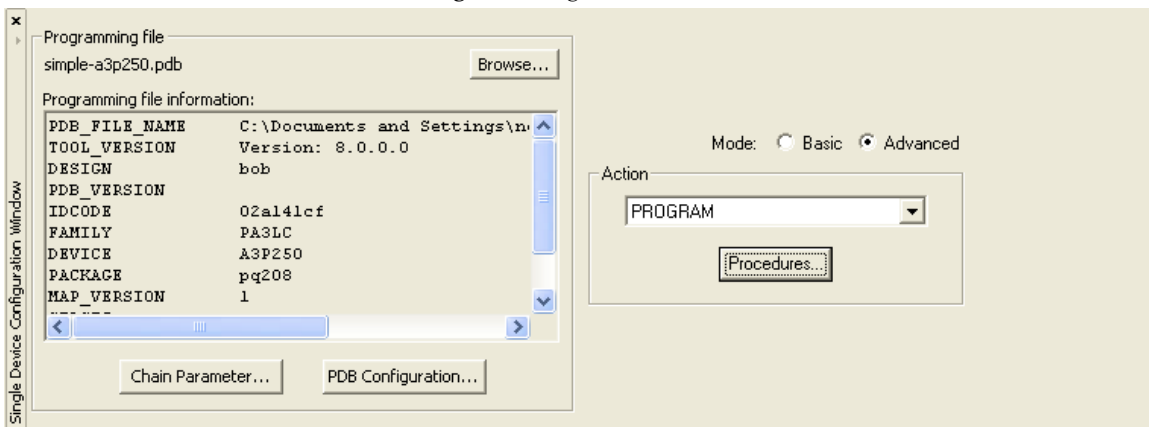 Programming file
simple-a3p250.pdb
Browse...
Programming file information:
PDB_FILE_NAME C:\Documents and Settings\n
TOOL_VERSION Version: 8.0.0.0
DESIGN bob
PDB_VERSION
IDCODE 02a141cf
FAMILY PA3LC
DEVICE A3P250
PACKAGE pq208
MAP_VERSION 1
Chain Parameter...
PDB Configuration...
Mode: Basic Advanced
Action
PROGRAM
Procedures...
Single Device Configuration Window